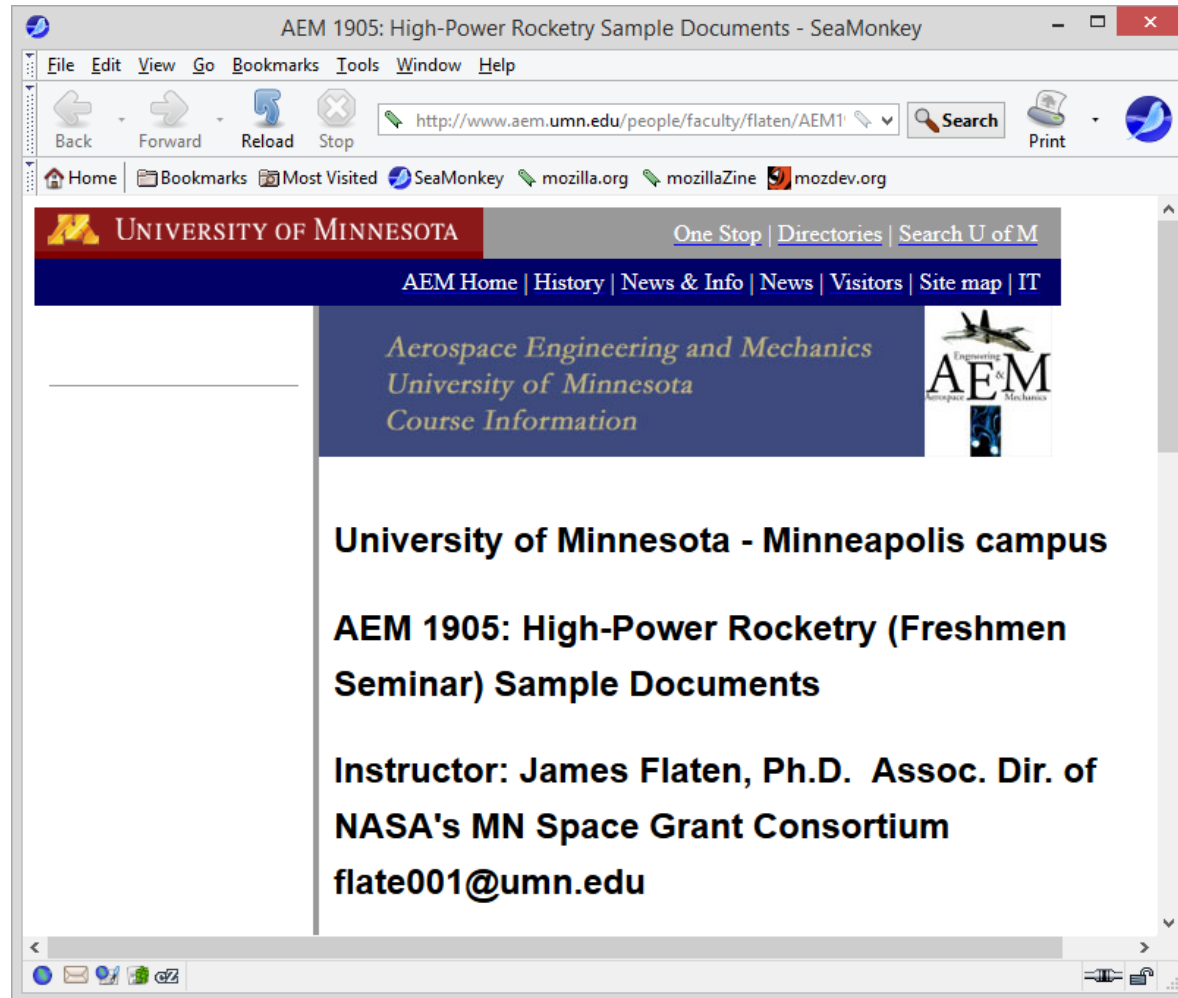 AEM 1905: High-Power Rocketry Sample Documents - SeaMonkey
File Edit View Go Bookmarks Tools Window Help
Back Forward Reload Stop http://www.aem.umn.edu/people/faculty/flaten/AEM1 Search Print
Home Bookmarks Most Visited SeaMonkey mozilla.org mozillaZine mozdev.org
M UNIVERSITY OF MINNESOTA One Stop | Directories | Search U of M
AEM Home | History | News & Info | News | Visitors | Site map | IT
Aerospace Engineering and Mechanics
University of Minnesota
Course Information
Engineering
AE&M
Aerospace Mechanics
University of Minnesota - Minneapolis campus
AEM 1905: High-Power Rocketry (Freshmen
Seminar) Sample Documents
Instructor: James Flaten, Ph.D. Assoc. Dir. of
NASA's MN Space Grant Consortium
flate001@umn.edu
cZ